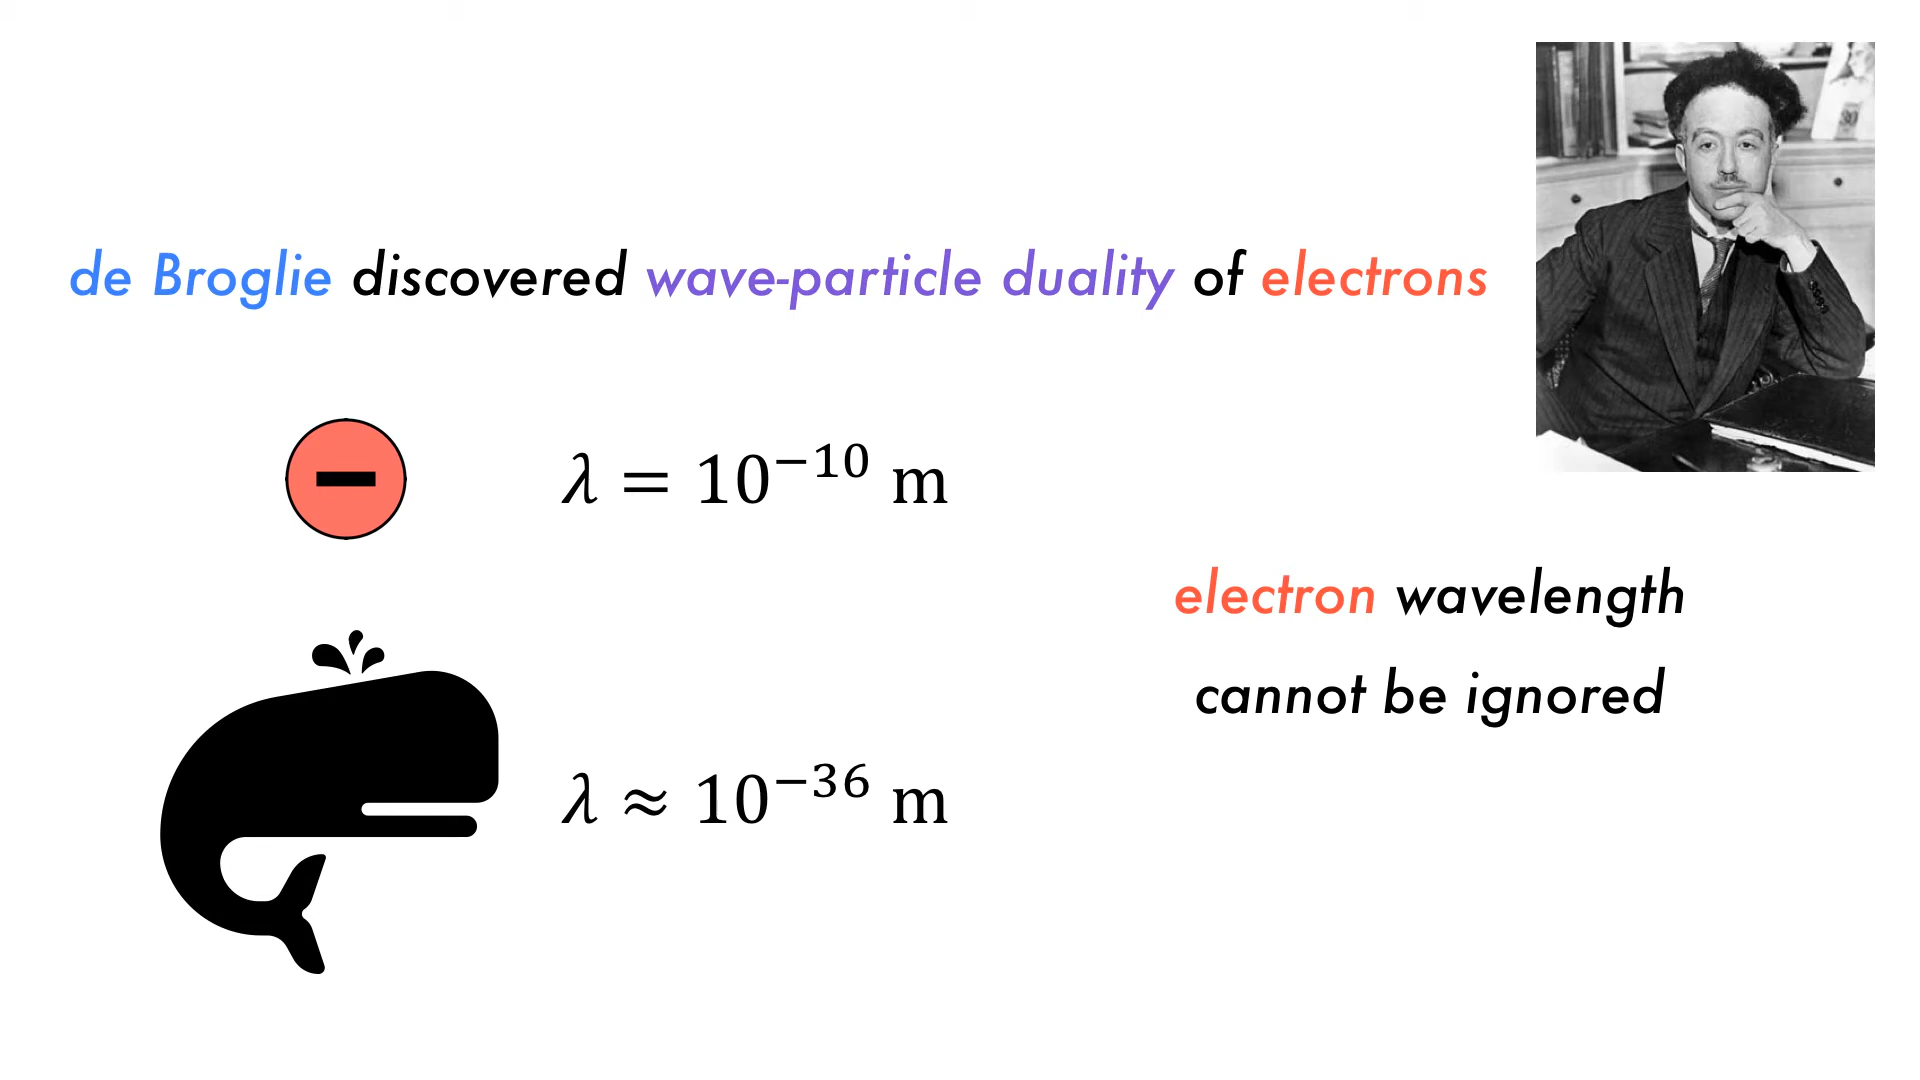 de Broglie discovered wave-particle duality of electrons
λ = 10⁻¹⁰ m
electron wavelength
cannot be ignored
λ ≈ 10⁻³⁶ m